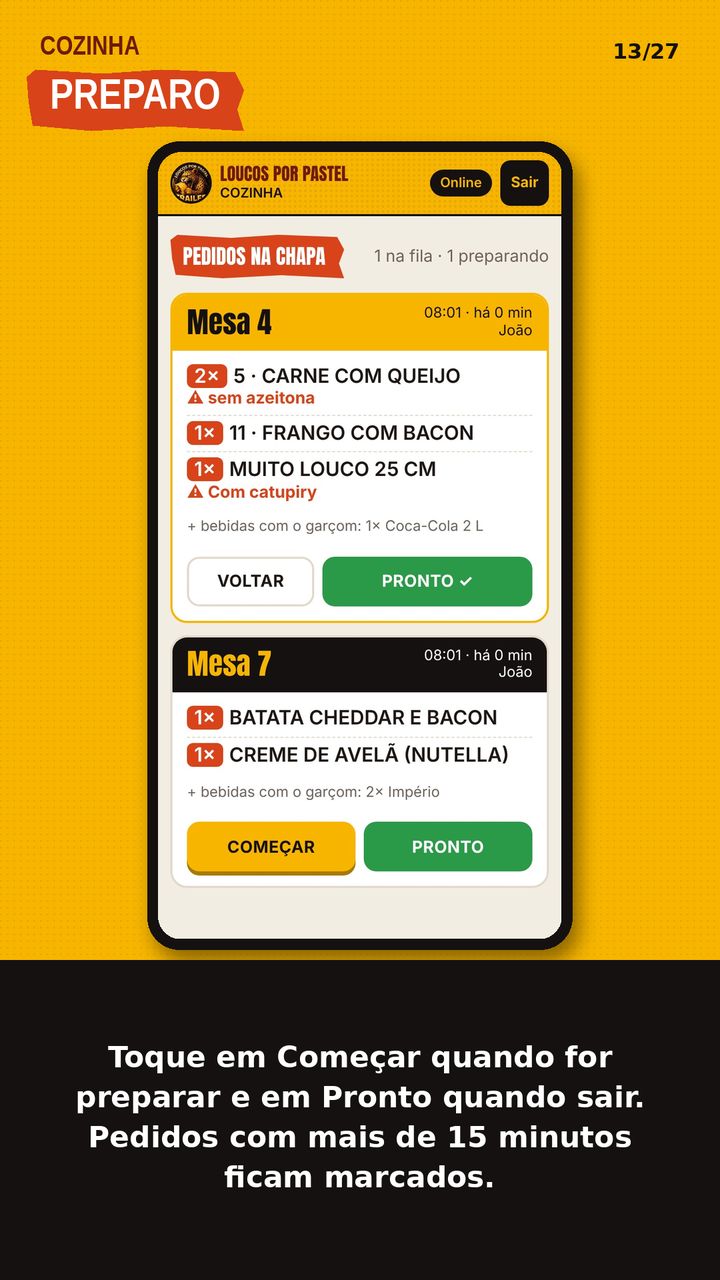 COZINHA
13/27
PREPARO
LOUCOS POR PASTEL
COZINHA
Online
Sair
PEDIDOS NA CHAPA
1 na fila · 1 preparando
Mesa 4
08:01 · há 0 min
João
2× 5 · CARNE COM QUEIJO
⚠ sem azeitona
1× 11 · FRANGO COM BACON
1× MUITO LOUCO 25 CM
⚠ Com catupiry
+ bebidas com o garçom: 1× Coca-Cola 2 L
VOLTAR
PRONTO ✓
Mesa 7
08:01 · há 0 min
João
1× BATATA CHEDDAR E BACON
1× CREME DE AVELÃ (NUTELLA)
+ bebidas com o garçom: 2× Império
COMEÇAR
PRONTO
Toque em Começar quando for
preparar e em Pronto quando sair.
Pedidos com mais de 15 minutos
ficam marcados.